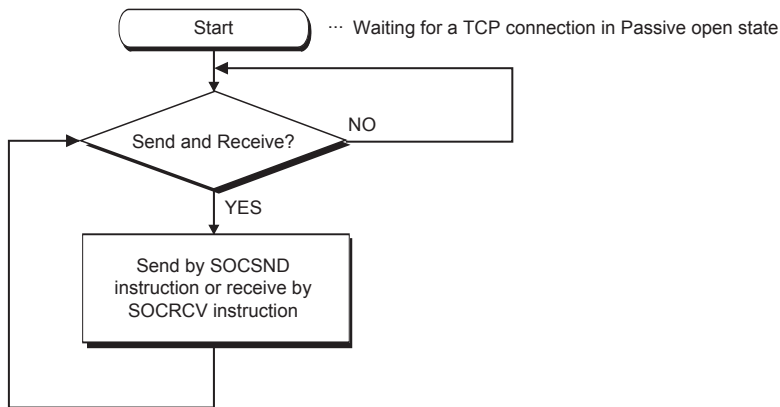 Start
··· Waiting for a TCP connection in Passive open state
Send and Receive?
NO
YES
Send by SOCSND
instruction or receive by
SOCRCV instruction